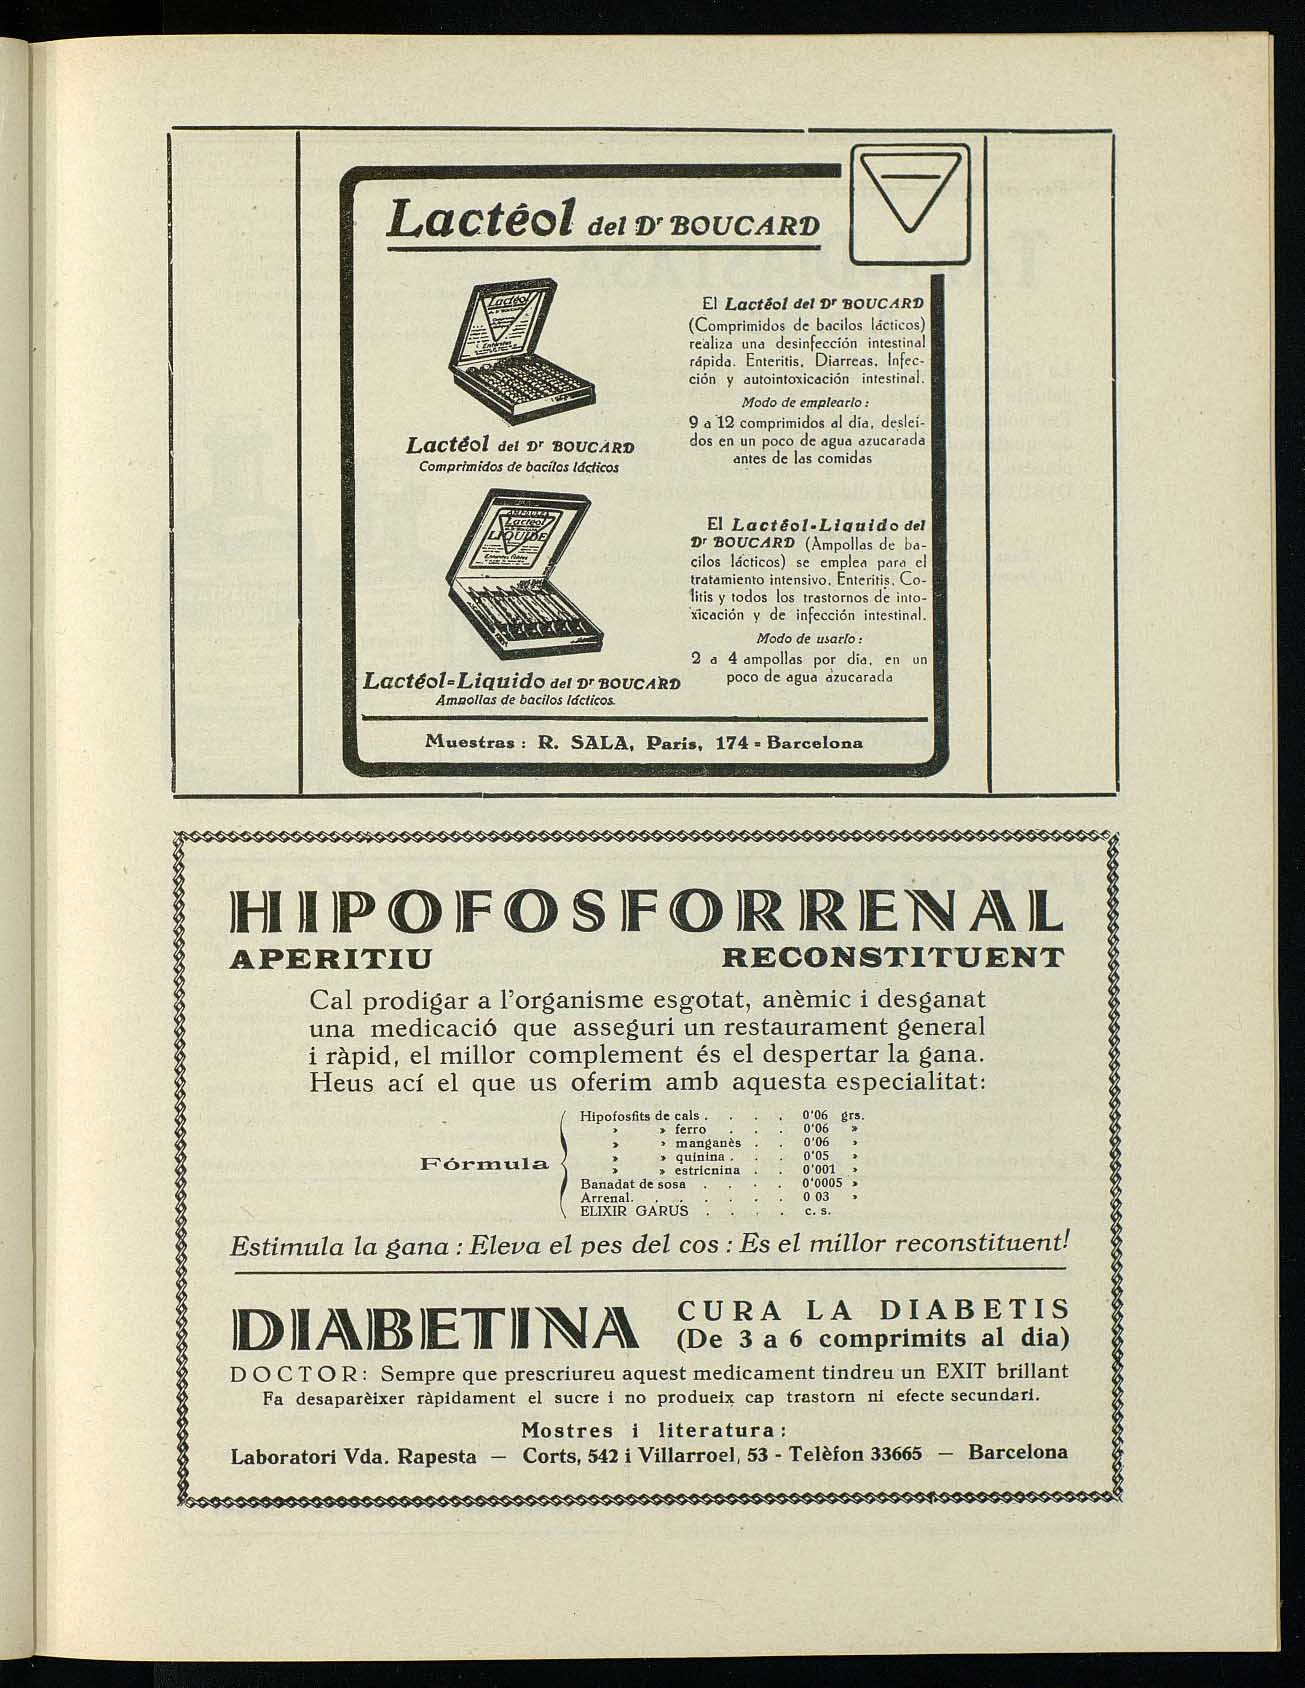 Lactéol del Dr BOUCARD
El Lactéol del Dr BOUCARD
(Comprimidos de bacilos lácticos)
realiza una desinfección intestinal
rápida. Enteritis, Diarreas, Infec-
ción y autointoxicación intestinal.
Modo de emplearlo:
9 a 12 comprimidos al día, deslei-
dos en un poco de agua azucarada
antes de las comidas
Lactéol
Lactéol del Dr BOUCARD
Comprimidos de bacilos lácticos
El Lactéol-Liquido del
Dr BOUCARD (Ampollas de ba-
cilos lácticos) se emplea para el
tratamiento intensivo. Enteritis, Co-
litis y todos los trastornos de into-
xicación y de infección intestinal.
Modo de usarlo:
2 a 4 ampollas por día, en un
poco de agua azucarada
AMPOULES
Lactéol
LIQUIDE
Lactéol-Liquido del Dr BOUCARD
Ampollas de bacilos lácticos.
Muestras: R. SALA, París, 174 - Barcelona
HIPOFOSFORRENAL
APERITIU RECONSTITUENT
Cal prodigar a l'organisme esgotat, anèmic i desganat
una medicació que asseguri un restaurament general
i ràpid, el millor complement és el despertar la gana.
Heus ací el que us oferim amb aquesta especialitat:
Fórmula
Hipofosfits de cals . . . . 0'06 grs.
» » ferro . . . 0'06 »
» » manganès . . 0'06 »
» » quinina . . . 0'05 »
» » estricnina . . 0'001 »
Banadat de sosa . . . . 0'0005 »
Arrenal. . . . . . . 0 03 »
ELIXIR GARUS . . . . c. s.
Estimula la gana : Eleva el pes del cos : Es el millor reconstituent!
DIABETINA CURA LA DIABETIS
(De 3 a 6 comprimits al dia)
DOCTOR: Sempre que prescriureu aquest medicament tindreu un EXIT brillant
Fa desaparèixer ràpidament el sucre i no produeix cap trastorn ni efecte secundari.
Mostres i literatura:
Laboratori Vda. Rapesta — Corts, 542 i Villarroel, 53 - Telèfon 33665 — Barcelona